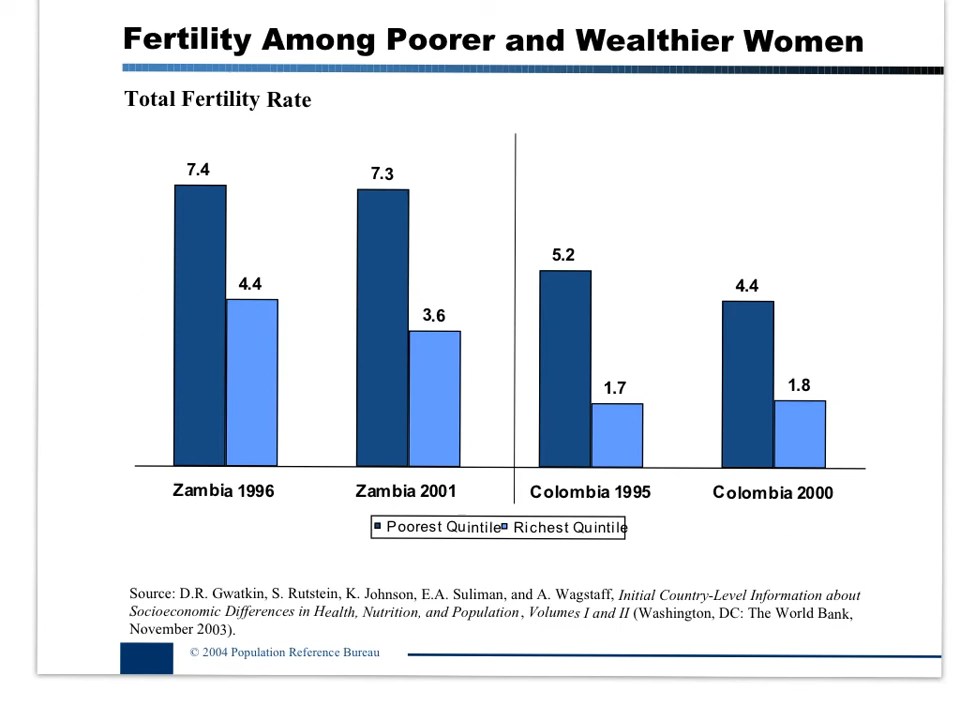 Fertility Among Poorer and Wealthier Women
Total Fertility Rate
7.4
4.4
7.3
3.6
5.2
1.7
4.4
1.8
Zambia 1996
Zambia 2001
Colombia 1995
Colombia 2000
Poorest Quintile Richest Quintile
Source: D.R. Gwatkin, S. Rutstein, K. Johnson, E.A. Suliman, and A. Wagstaff, Initial Country-Level Information about
Socioeconomic Differences in Health, Nutrition, and Population, Volumes I and II (Washington, DC: The World Bank,
November 2003).
© 2004 Population Reference Bureau